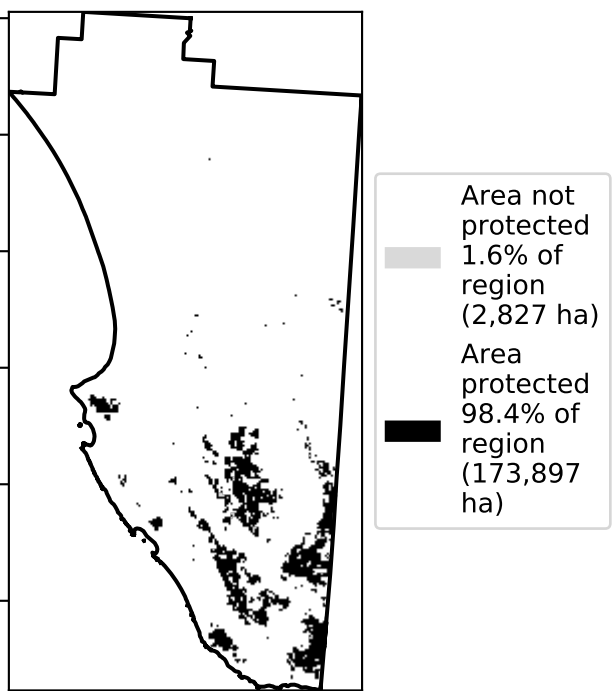 Area not
protected
1.6% of
region
(2,827 ha)
Area
protected
98.4% of
region
(173,897
ha)